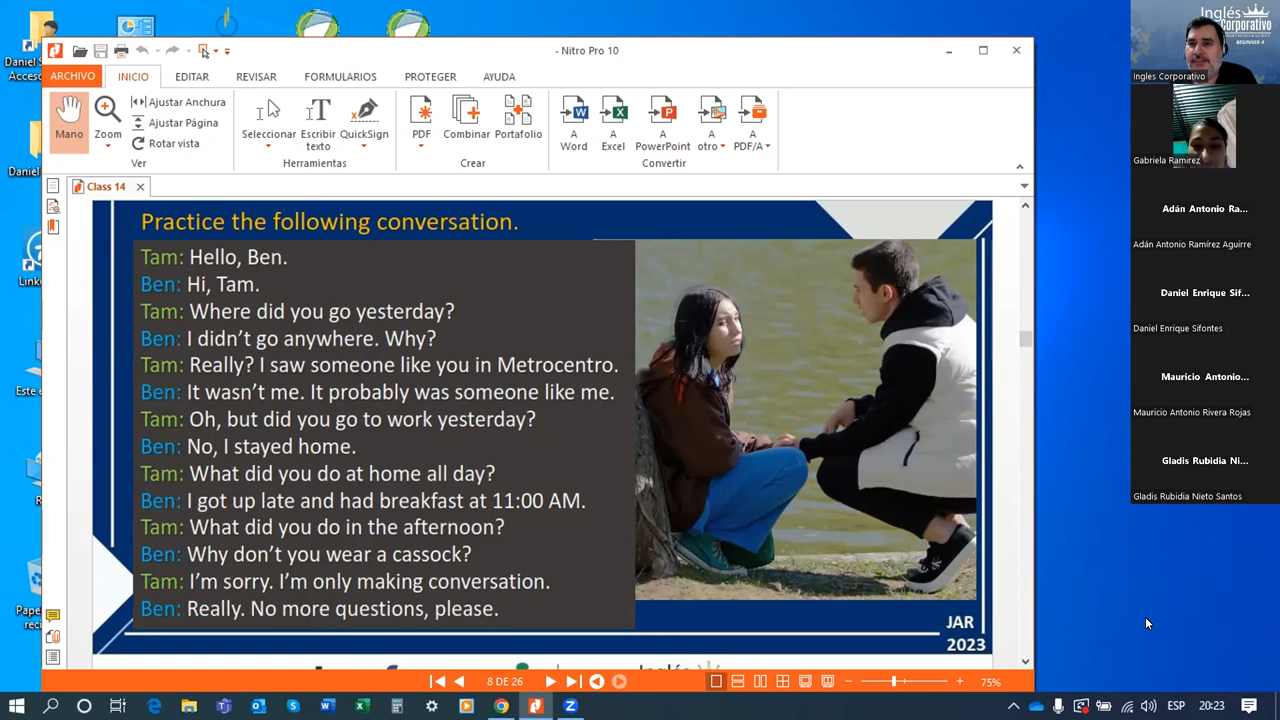 Daniel S
Acceso
- Nitro Pro 10
ARCHIVO INICIO EDITAR REVISAR FORMULARIOS PROTEGER AYUDA
Mano
Zoom
Ajustar Anchura
Ajustar Página
Rotar vista
Ver
Seleccionar
Escribir texto
QuickSign
Herramientas
PDF
Combinar
Portafolio
Crear
A Word
A Excel
A PowerPoint
A otro
A PDF/A
Convertir
Daniel
Class 14
Practice the following conversation.
Tam: Hello, Ben.
Ben: Hi, Tam.
Tam: Where did you go yesterday?
Ben: I didn't go anywhere. Why?
Tam: Really? I saw someone like you in Metrocentro.
Ben: It wasn't me. It probably was someone like me.
Tam: Oh, but did you go to work yesterday?
Ben: No, I stayed home.
Tam: What did you do at home all day?
Ben: I got up late and had breakfast at 11:00 AM.
Tam: What did you do in the afternoon?
Ben: Why don't you wear a cassock?
Tam: I'm sorry. I'm only making conversation.
Ben: Really. No more questions, please.
JAR
2023
Link
Este e
Pape
reci
8 DE 26
75%
Inglés
Corporativo
BEGINNER 4
Ingles Corporativo
Gabriela Ramirez
Adán Antonio Ra...
Adán Antonio Ramírez Aguirre
Daniel Enrique Sif...
Daniel Enrique Sifontes
Mauricio Antonio...
Mauricio Antonio Rivera Rojas
Gladis Rubidia Ni...
Gladis Rubidia Nieto Santos
ESP
20:23